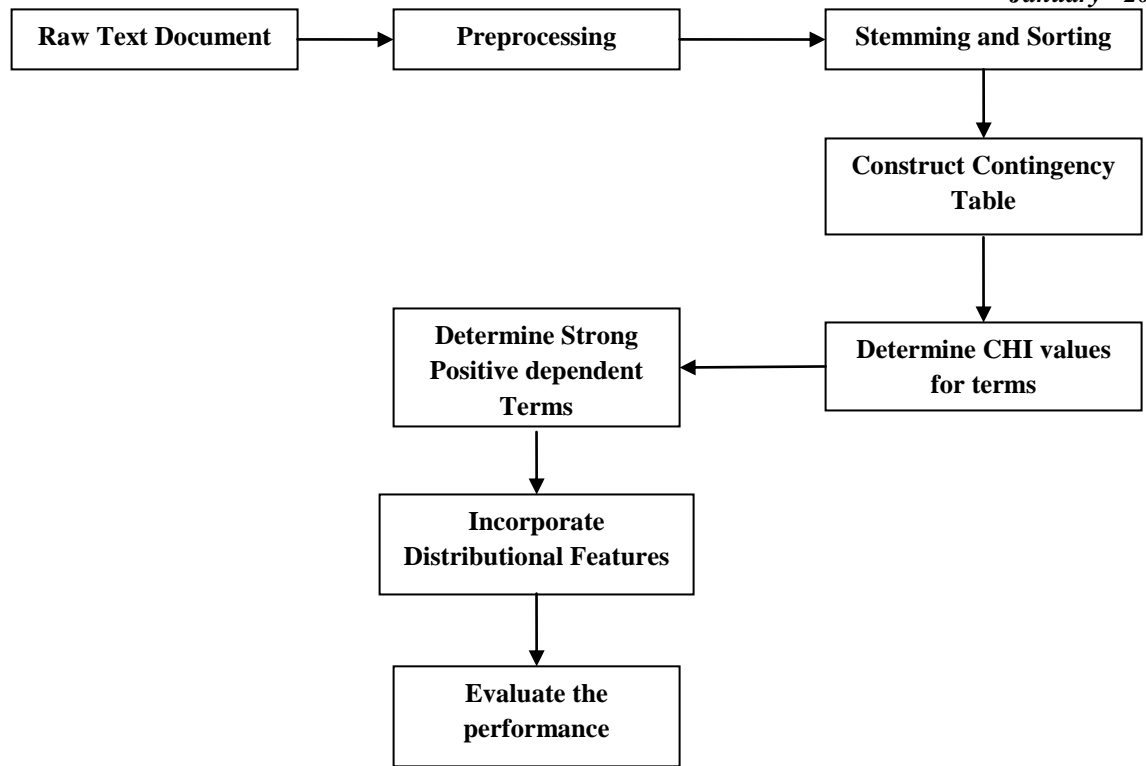 Raw Text Document
Preprocessing
Stemming and Sorting
Construct Contingency
Table
Determine CHI values
for terms
Determine Strong
Positive dependent
Terms
Incorporate
Distributional Features
Evaluate the
performance